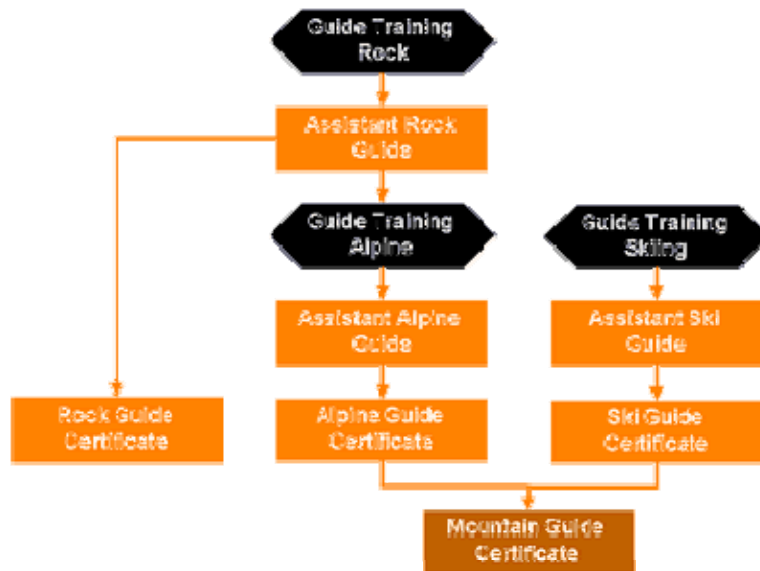 Guide Training
Rock
Assistant Rock
Guide
Guide Training
Alpine
Guide Training
Skiing
Assistant Alpine
Guide
Assistant Ski
Guide
Rock Guide
Certificate
Alpine Guide
Certificate
Ski Guide
Certificate
Mountain Guide
Certificate